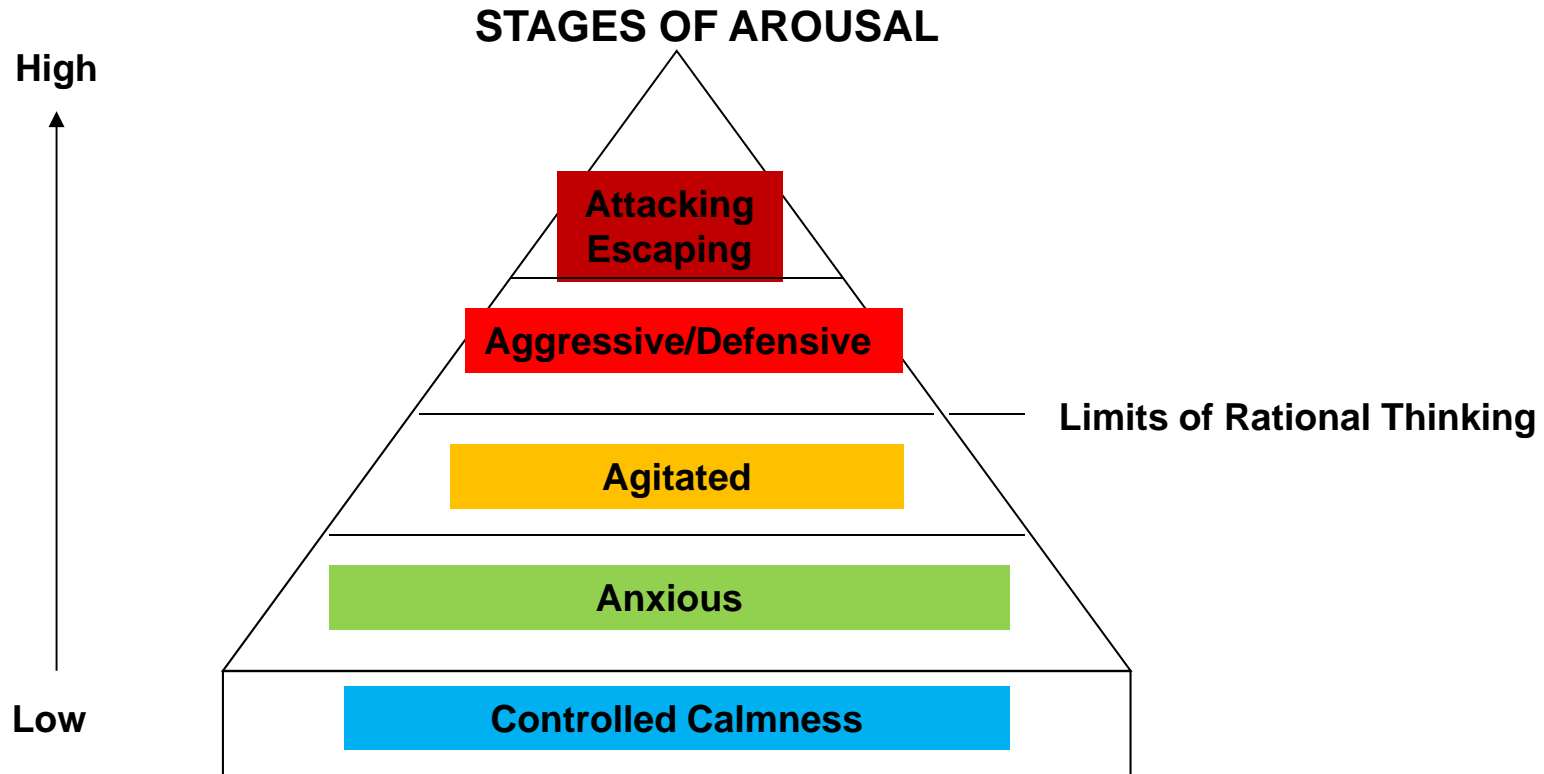 STAGES OF AROUSAL
High
Attacking
Escaping
Aggressive/Defensive
Limits of Rational Thinking
Agitated
Anxious
Low
Controlled Calmness